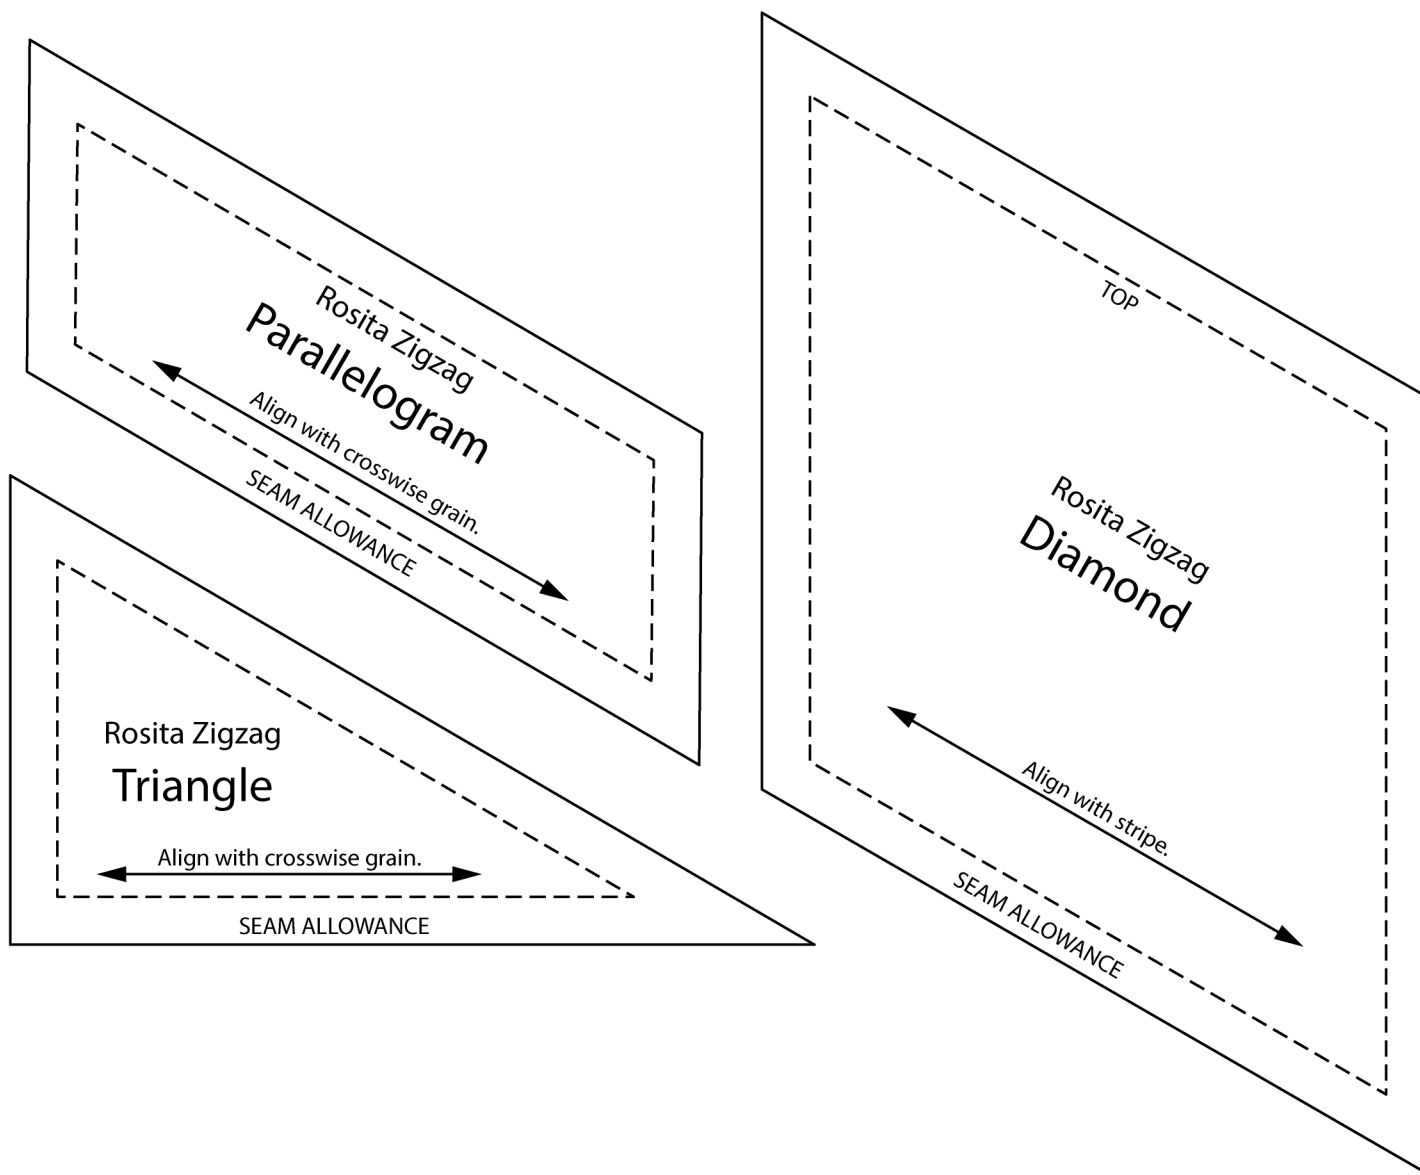 Rosita Zigzag
Parallelogram
Align with crosswise grain.
SEAM ALLOWANCE
Rosita Zigzag
Triangle
Align with crosswise grain.
SEAM ALLOWANCE
TOP
Rosita Zigzag
Diamond
Align with stripe.
SEAM ALLOWANCE